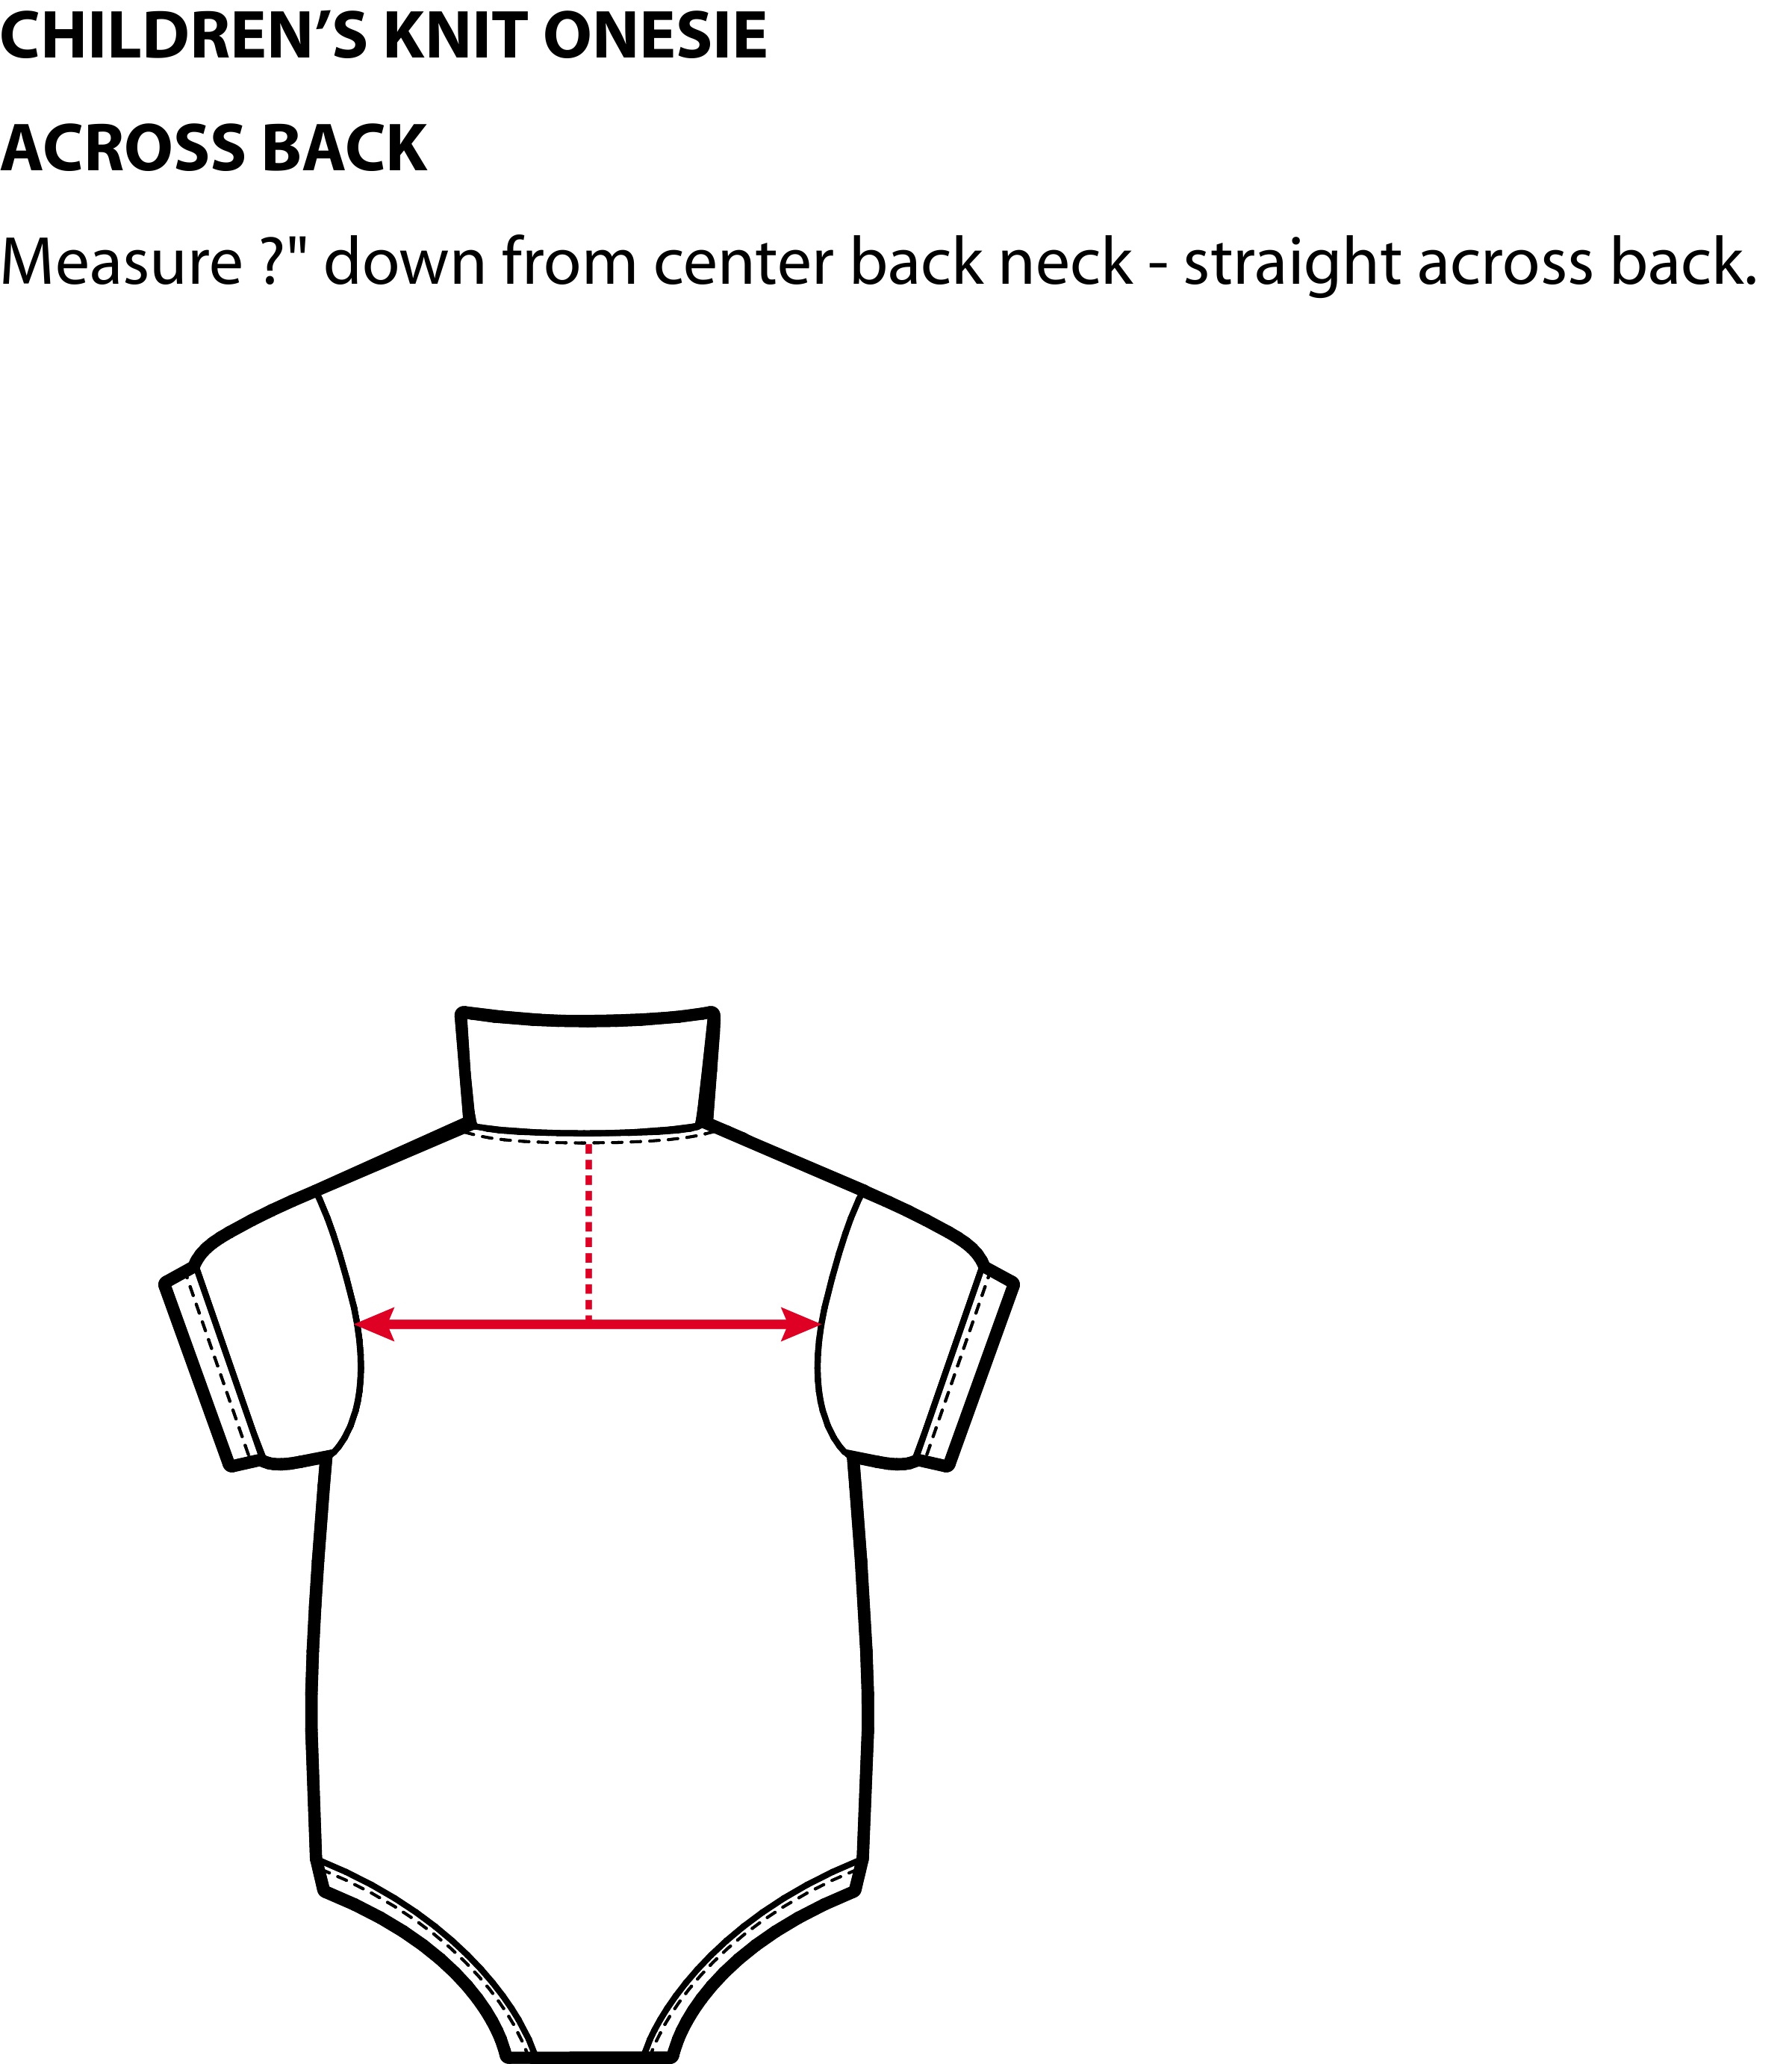 CHILDREN’S KNIT ONESIE
ACROSS BACK
Measure ?" down from center back neck - straight across back.